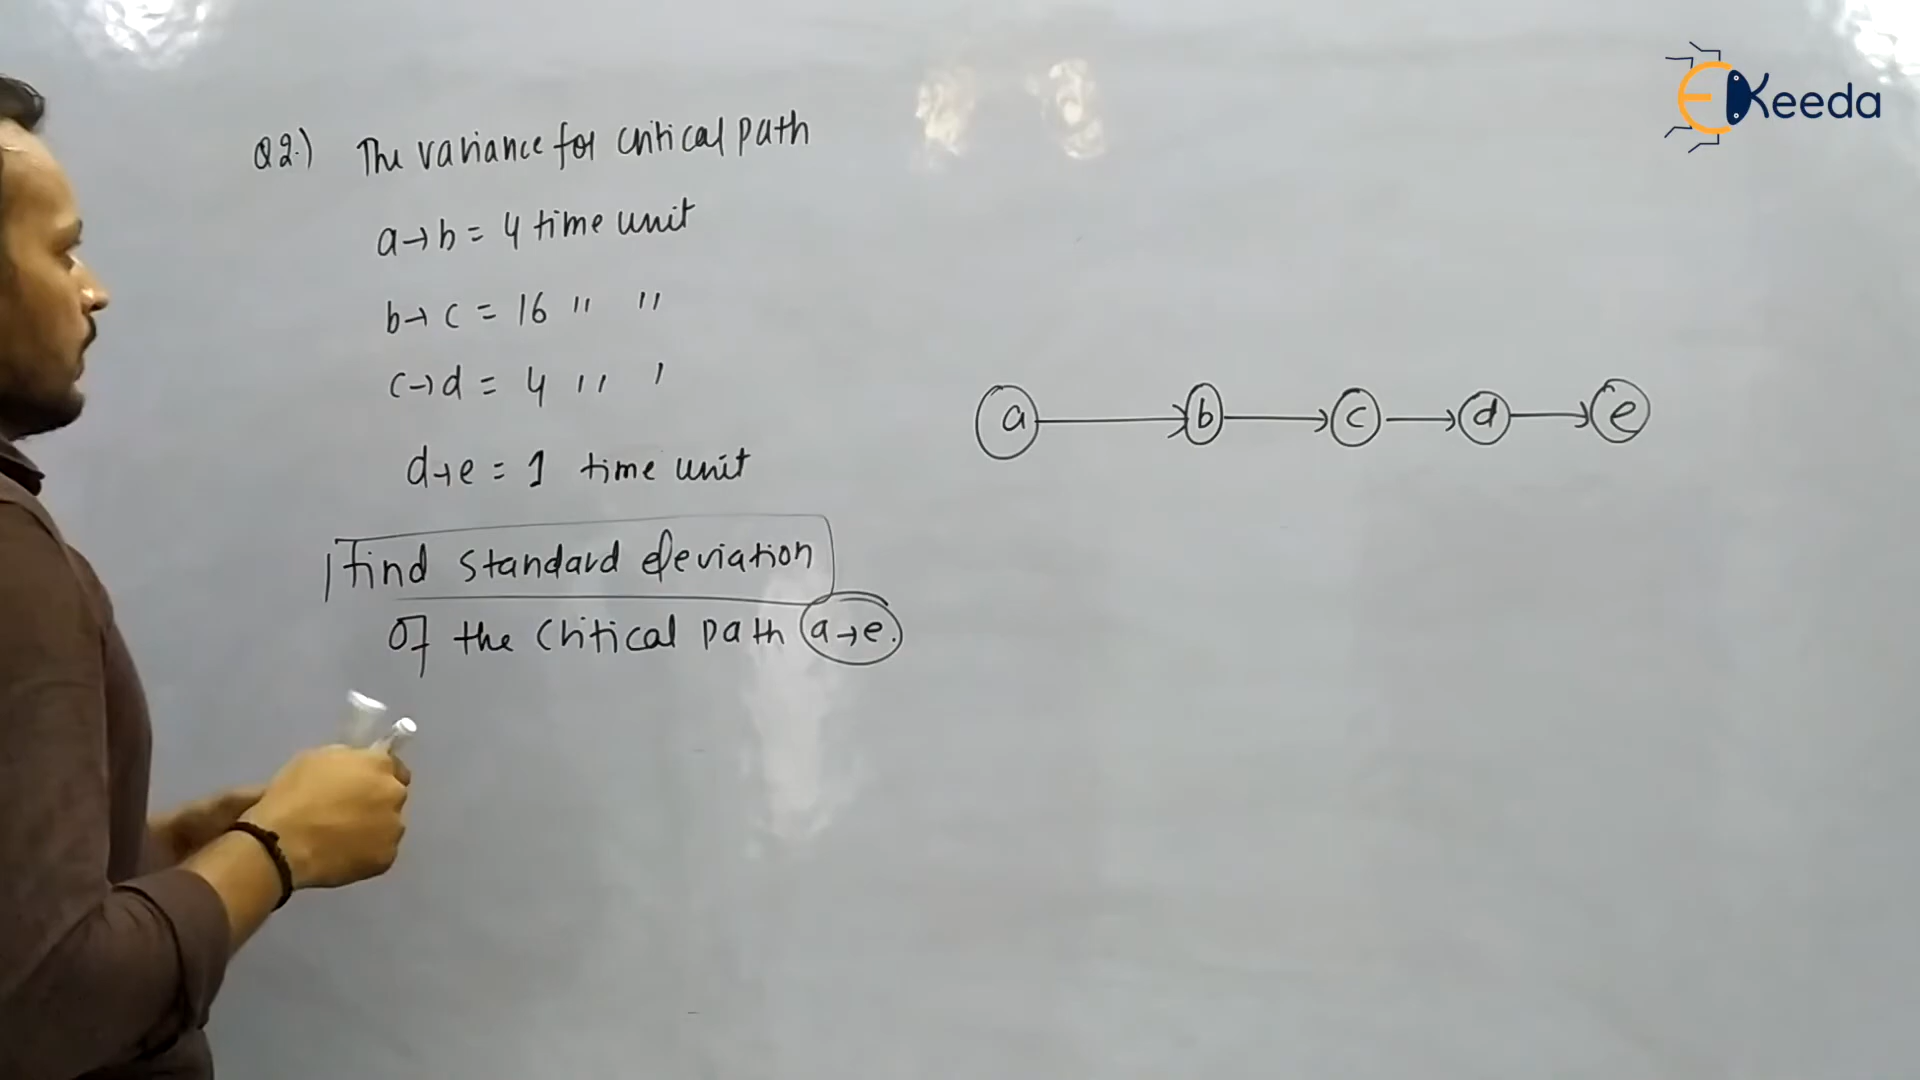 EKeeda
Q2.) The variance for critical path
a→b = 4 time unit
b→c = 16 " "
c→d = 4 " '
d→e = 1 time unit
find standard deviation
of the critical path a→e.
a b c d e